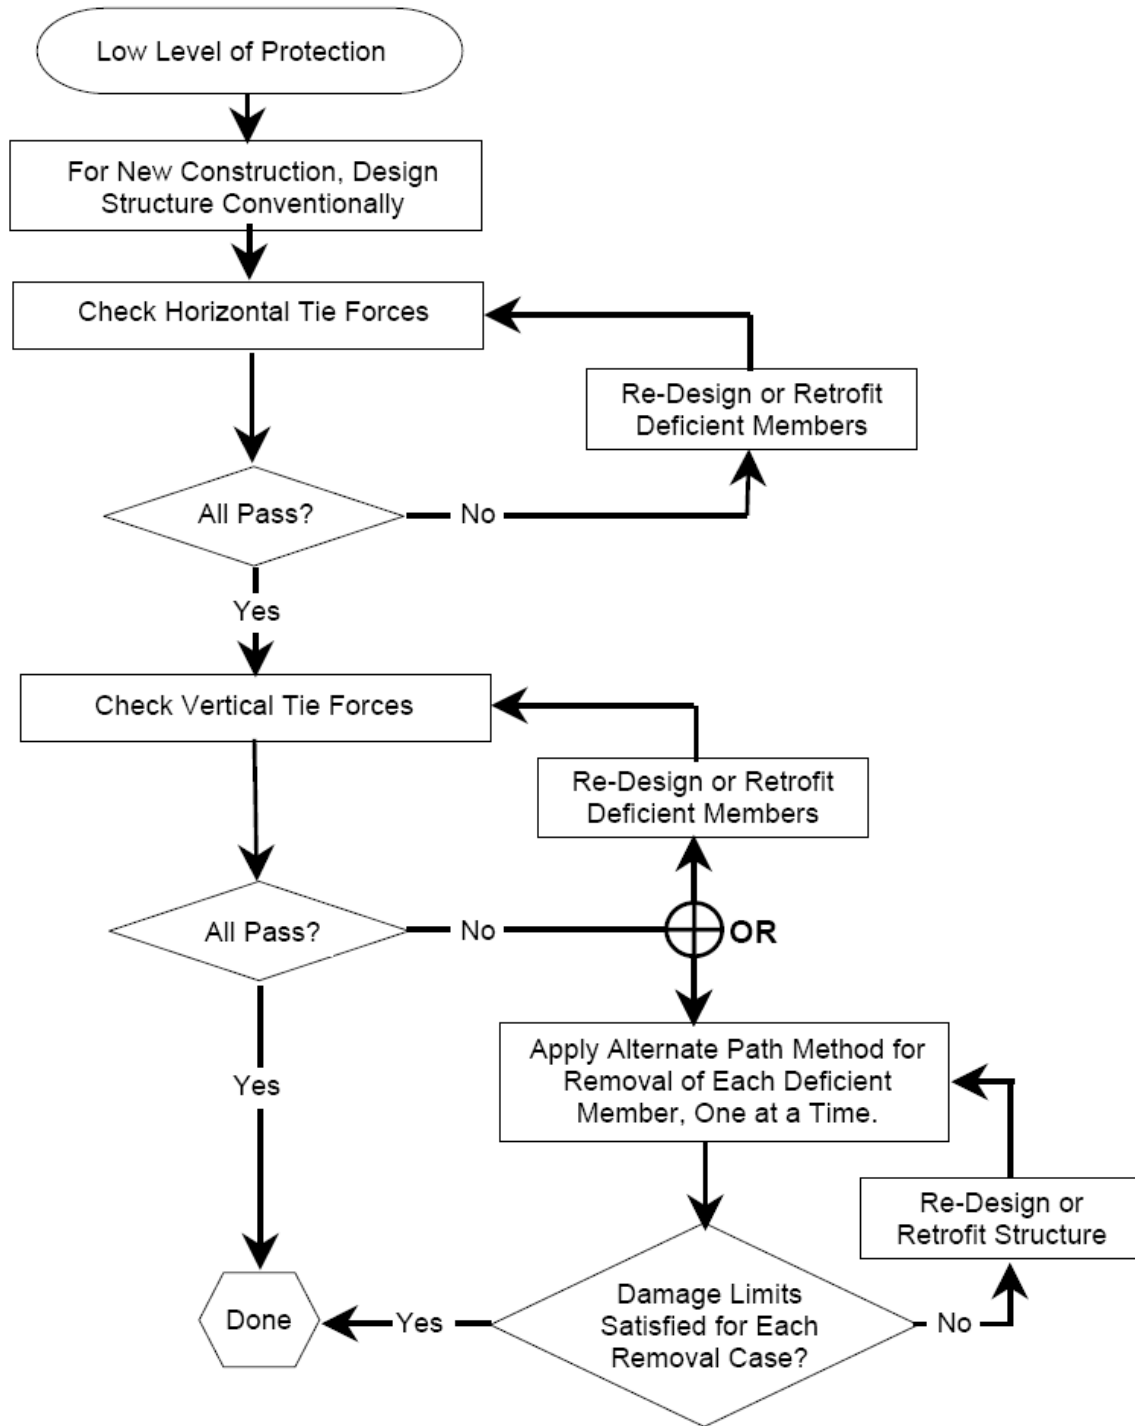 Low Level of Protection
For New Construction, Design
Structure Conventionally
Check Horizontal Tie Forces
Re-Design or Retrofit
Deficient Members
All Pass?
No
Yes
Check Vertical Tie Forces
Re-Design or Retrofit
Deficient Members
All Pass?
No
OR
Apply Alternate Path Method for
Removal of Each Deficient
Member, One at a Time.
Yes
Re-Design or
Retrofit Structure
Damage Limits
Satisfied for Each
Removal Case?
No
Yes
Done